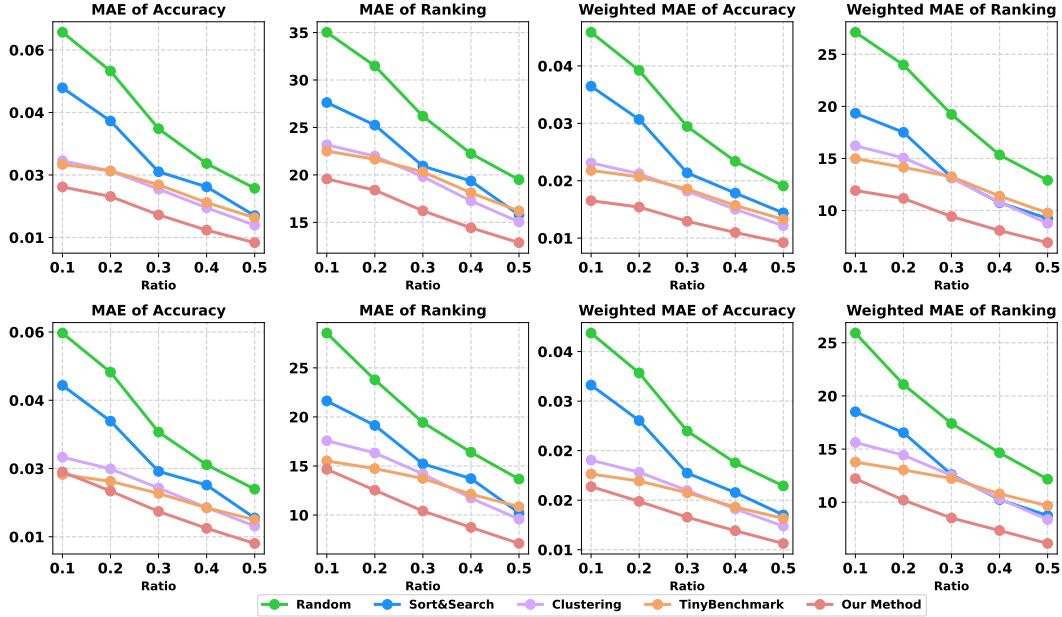 MAE of Accuracy
MAE of Ranking
Weighted MAE of Accuracy
Weighted MAE of Ranking
0.06
0.04
0.03
0.01
0.1 0.2 0.3 0.4 0.5
Ratio
35
30
25
20
15
0.1 0.2 0.3 0.4 0.5
Ratio
0.04
0.03
0.02
0.01
0.1 0.2 0.3 0.4 0.5
Ratio
25
20
15
10
0.1 0.2 0.3 0.4 0.5
Ratio
MAE of Accuracy
MAE of Ranking
Weighted MAE of Accuracy
Weighted MAE of Ranking
0.06
0.04
0.03
0.01
0.1 0.2 0.3 0.4 0.5
Ratio
25
20
15
10
0.1 0.2 0.3 0.4 0.5
Ratio
0.04
0.03
0.02
0.02
0.01
0.1 0.2 0.3 0.4 0.5
Ratio
25
20
15
10
0.1 0.2 0.3 0.4 0.5
Ratio
Random Sort&Search Clustering TinyBenchmark Our Method